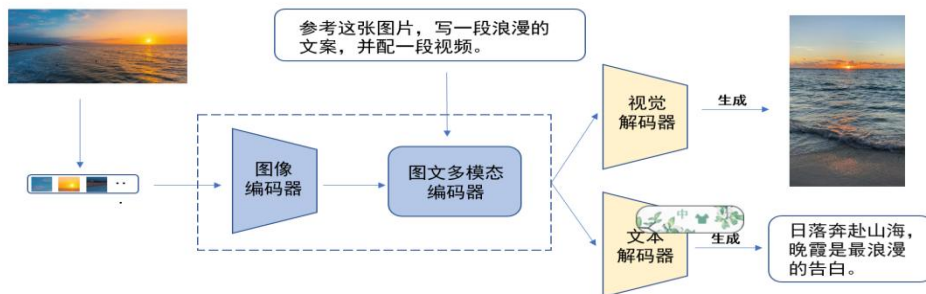 参考这张图片，写一段浪漫的
文案，并配一段视频。
图像
编码器
图文多模态
编码器
视觉
解码器
生成
中
文本
解码器
生成
日落奔赴山海，
晚霞是最浪漫
的告白。